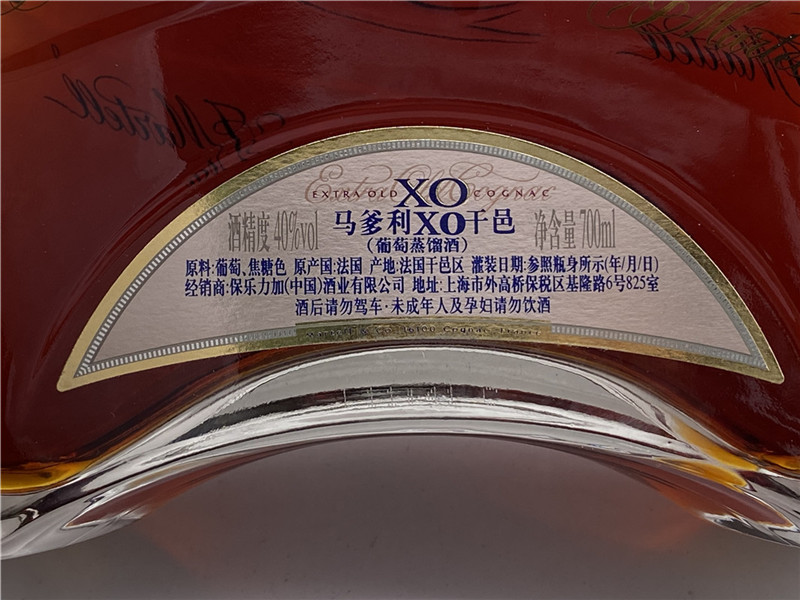 J&F Martell
Martell
EXTRA OLD XO COGNAC
酒精度 40%vol 马爹利XO干邑 净含量 700ml
(葡萄蒸馏酒)
原料:葡萄、焦糖色 原产国:法国 产地:法国干邑区 灌装日期:参照瓶身所示(年/月/日)
经销商:保乐力加(中国)酒业有限公司 地址:上海市外高桥保税区基隆路6号825室
酒后请勿驾车·未成年人及孕妇请勿饮酒